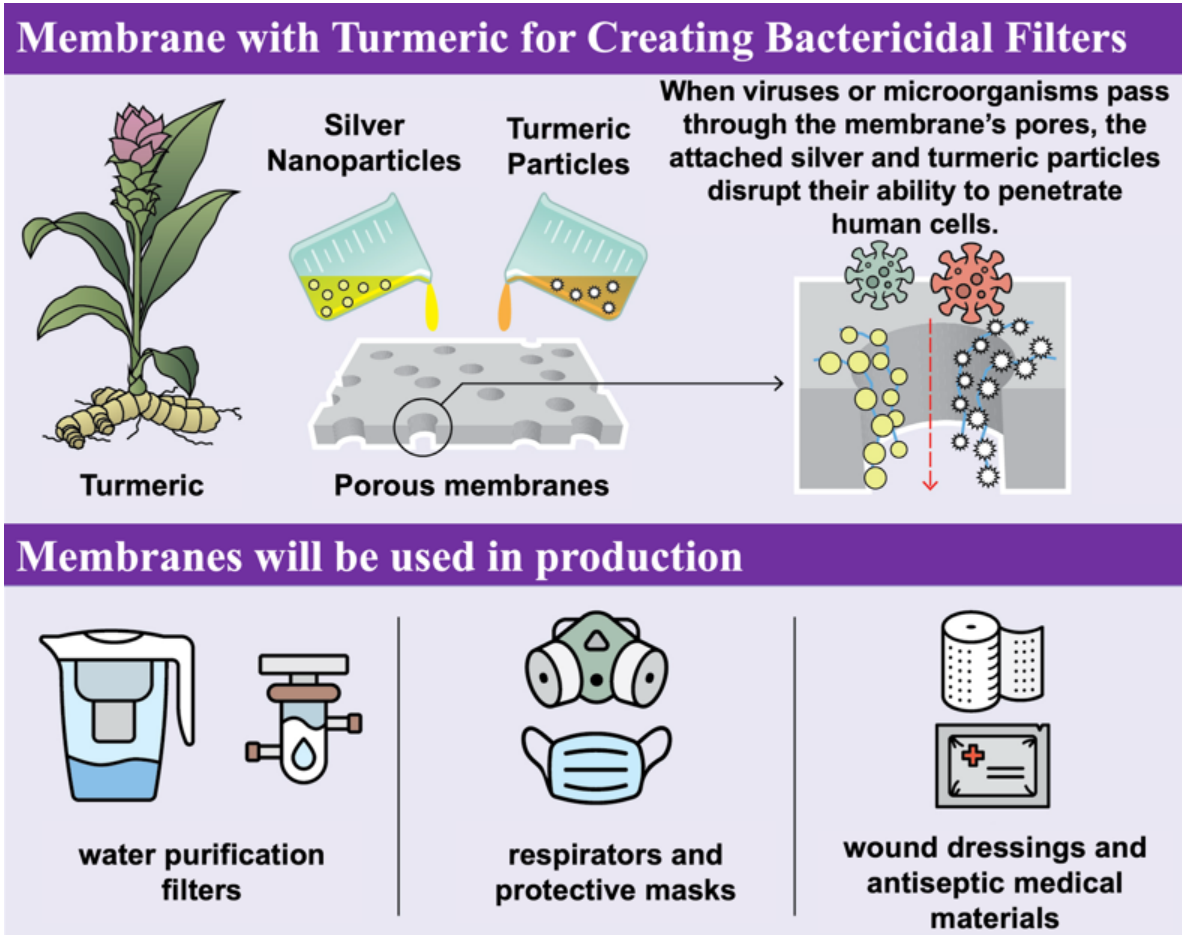 Membrane with Turmeric for Creating Bactericidal Filters
Silver
Nanoparticles
Turmeric
Particles
When viruses or microorganisms pass
through the membrane's pores, the
attached silver and turmeric particles
disrupt their ability to penetrate
human cells.
Turmeric
Porous membranes
Membranes will be used in production
water purification
filters
respirators and
protective masks
wound dressings and
antiseptic medical
materials